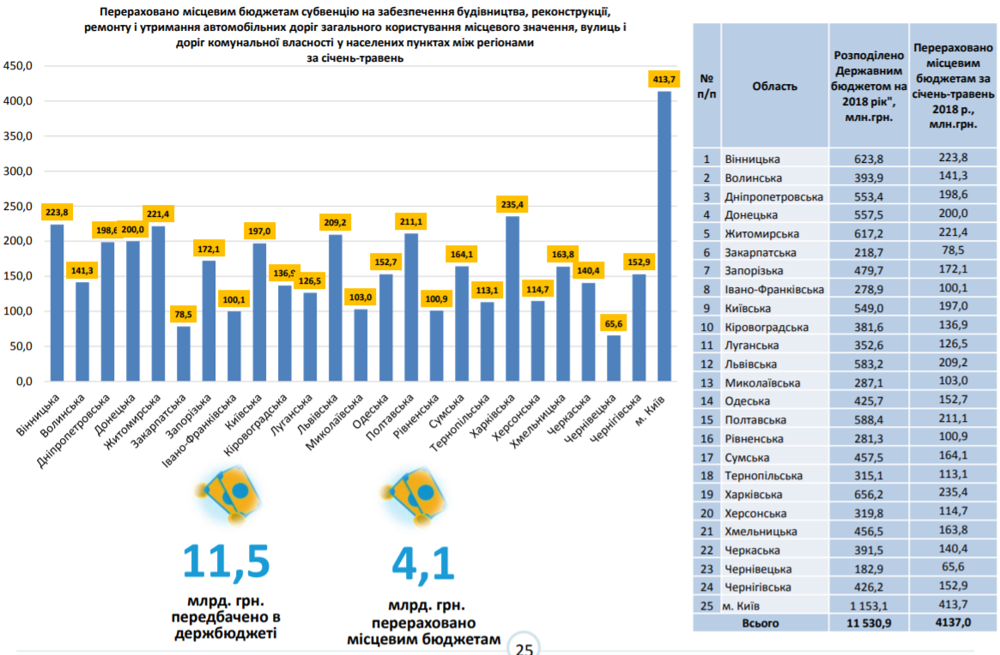 Перераховано місцевим бюджетам субвенцію на забезпечення будівництва, реконструкції,
ремонту і утримання автомобільних доріг загального користування місцевого значення, вулиць і
доріг комунальної власності у населених пунктах між регіонами
за січень-травень
450,0
400,0
350,0
300,0
250,0
200,0
150,0
100,0
50,0
0,0
223,8
141,3
198,6
200,0
221,4
78,5
172,1
100,1
197,0
136,9
126,5
209,2
103,0
152,7
211,1
100,9
164,1
113,1
235,4
114,7
163,8
140,4
65,6
152,9
413,7
Вінницька
Волинська
Дніпропетровська
Донецька
Житомирська
Закарпатська
Запорізька
Івано-Франківська
Київська
Кіровоградська
Луганська
Львівська
Миколаївська
Одеська
Полтавська
Рівненська
Сумська
Тернопільська
Харківська
Херсонська
Хмельницька
Черкаська
Чернівецька
Чернігівська
м. Київ
11,5
млрд. грн.
передбачено в
держбюджеті
4,1
млрд. грн.
перераховано
місцевим бюджетам
№
п/п
Область
Розподілено
Державним
бюджетом на
2018 рік",
млн.грн.
Перераховано
місцевим
бюджетам за
січень-травень
2018 р.,
млн.грн.
1 Вінницька 623,8 223,8
2 Волинська 393,9 141,3
3 Дніпропетровська 553,4 198,6
4 Донецька 557,5 200,0
5 Житомирська 617,2 221,4
6 Закарпатська 218,7 78,5
7 Запорізька 479,7 172,1
8 Івано-Франківська 278,9 100,1
9 Київська 549,0 197,0
10 Кіровоградська 381,6 136,9
11 Луганська 352,6 126,5
12 Львівська 583,2 209,2
13 Миколаївська 287,1 103,0
14 Одеська 425,7 152,7
15 Полтавська 588,4 211,1
16 Рівненська 281,3 100,9
17 Сумська 457,5 164,1
18 Тернопільська 315,1 113,1
19 Харківська 656,2 235,4
20 Херсонська 319,8 114,7
21 Хмельницька 456,5 163,8
22 Черкаська 391,5 140,4
23 Чернівецька 182,9 65,6
24 Чернігівська 426,2 152,9
25 м. Київ 1 153,1 413,7
Всього 11 530,9 4137,0
25